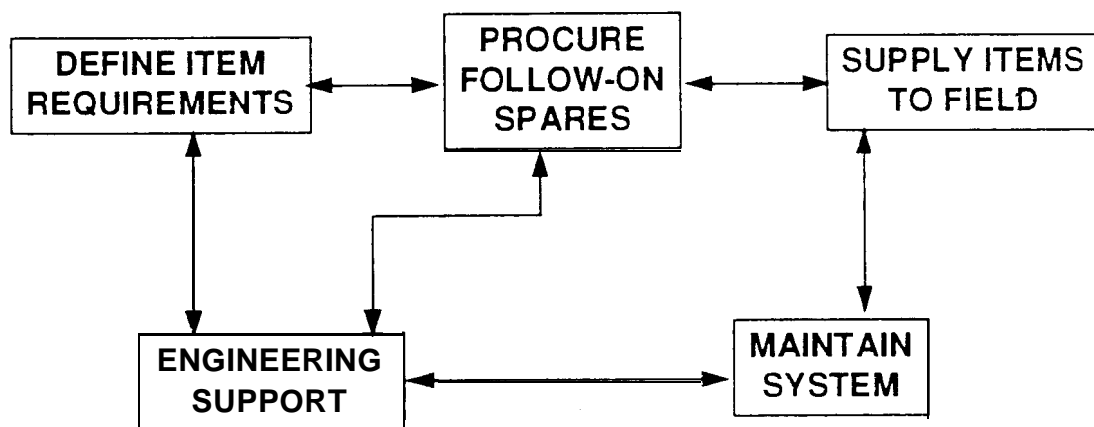 DEFINE ITEM
REQUIREMENTS
PROCURE
FOLLOW-ON
SPARES
SUPPLY ITEMS
TO FIELD
ENGINEERING
SUPPORT
MAINTAIN
SYSTEM